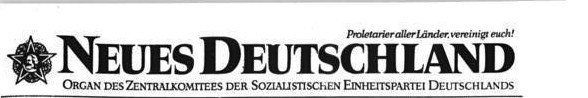 Proletarier aller Länder, vereinigt euch!
NEUES DEUTSCHLAND
ORGAN DES ZENTRALKOMITEES DER SOZIALISTISCHEN EINHEITSPARTEI DEUTSCHLANDS